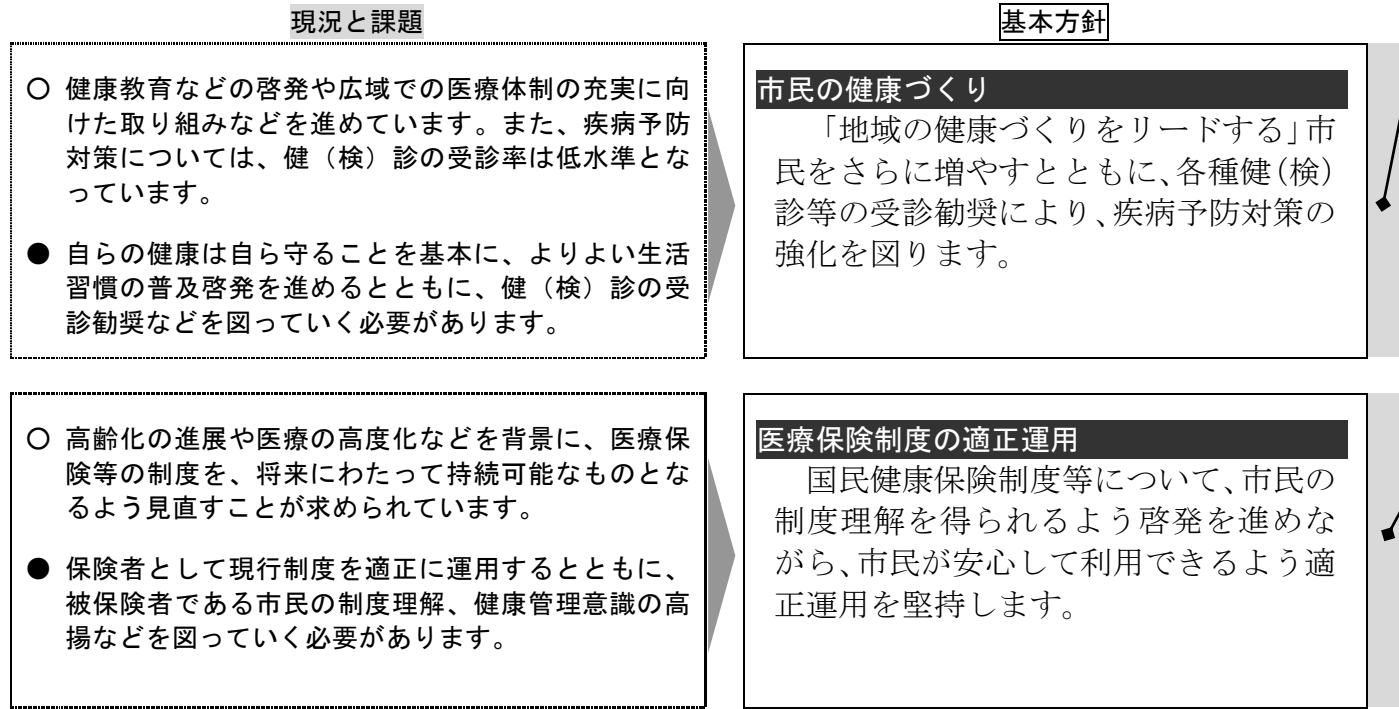 現況と課題
基本方針
○ 健康教育などの啓発や広域での医療体制の充実に向
けた取り組みなどを進めています。また、疾病予防
対策については、健（検）診の受診率は低水準とな
っています。
● 自らの健康は自ら守ることを基本に、よりよい生活
習慣の普及啓発を進めるとともに、健（検）診の受
診勧奨などを図っていく必要があります。
市民の健康づくり
「地域の健康づくりをリードする」市
民をさらに増やすとともに、各種健（検）
診等の受診勧奨により、疾病予防対策の
強化を図ります。
○ 高齢化の進展や医療の高度化などを背景に、医療保
険等の制度を、将来にわたって持続可能なものとな
るよう見直すことが求められています。
● 保険者として現行制度を適正に運用するとともに、
被保険者である市民の制度理解、健康管理意識の高
揚などを図っていく必要があります。
医療保険制度の適正運用
国民健康保険制度等について、市民の
制度理解を得られるよう啓発を進めな
がら、市民が安心して利用できるよう適
正運用を堅持します。